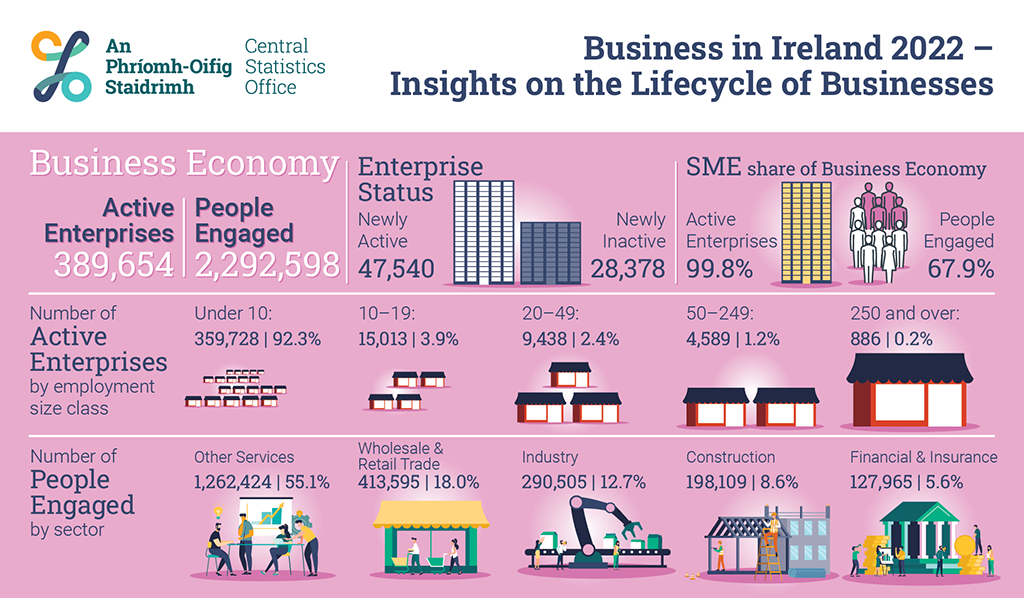 An
Phríomh-Oifig
Staidrimh
Central
Statistics
Office
Business in Ireland 2022 –
Insights on the Lifecycle of Businesses
Business Economy
Active
Enterprises
389,654
People
Engaged
2,292,598
Enterprise
Status
Newly
Active
47,540
Newly
Inactive
28,378
SME share of Business Economy
Active
Enterprises
99.8%
People
Engaged
67.9%
Number of
Active
Enterprises
by employment
size class
Under 10:
359,728 | 92.3%
10–19:
15,013 | 3.9%
20–49:
9,438 | 2.4%
50–249:
4,589 | 1.2%
250 and over:
886 | 0.2%
Number of
People
Engaged
by sector
Other Services
1,262,424 | 55.1%
Wholesale &
Retail Trade
413,595 | 18.0%
Industry
290,505 | 12.7%
Construction
198,109 | 8.6%
Financial & Insurance
127,965 | 5.6%